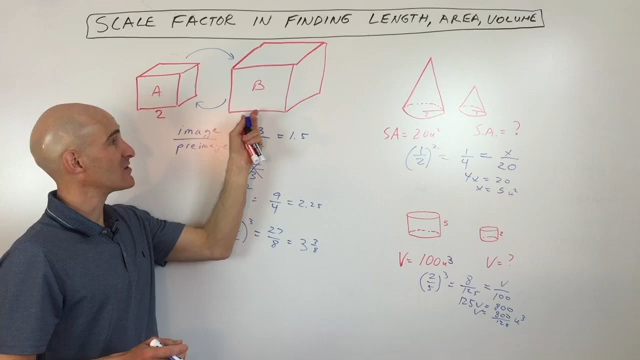 SCALE FACTOR IN FINDING LENGTH, AREA, VOLUME
A
2
B
image
preimage
3
= 1.5
9/4 = 2.25
)³ = 27/8 = 3 3/8
SA = 20u²
SA = ?
(1/2)² = 1/4 = x/20
4x = 20
x = 5u²
5
2
V = 100u³
V = ?
(2/5)³ = 8/125 = V/100
125V = 800
V = 800/125 u³